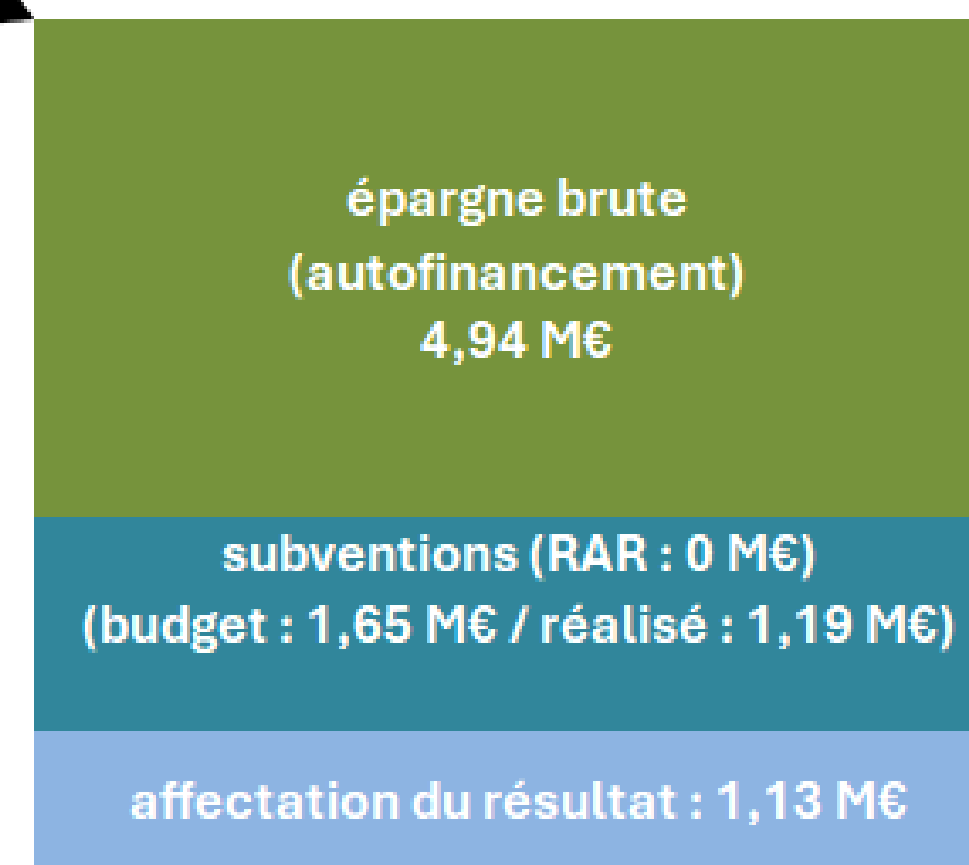 épargne brute
(autofinancement)
4,94 M€
subventions (RAR : 0 M€)
(budget : 1,65 M€ / réalisé : 1,19 M€)
affectation du résultat : 1,13 M€